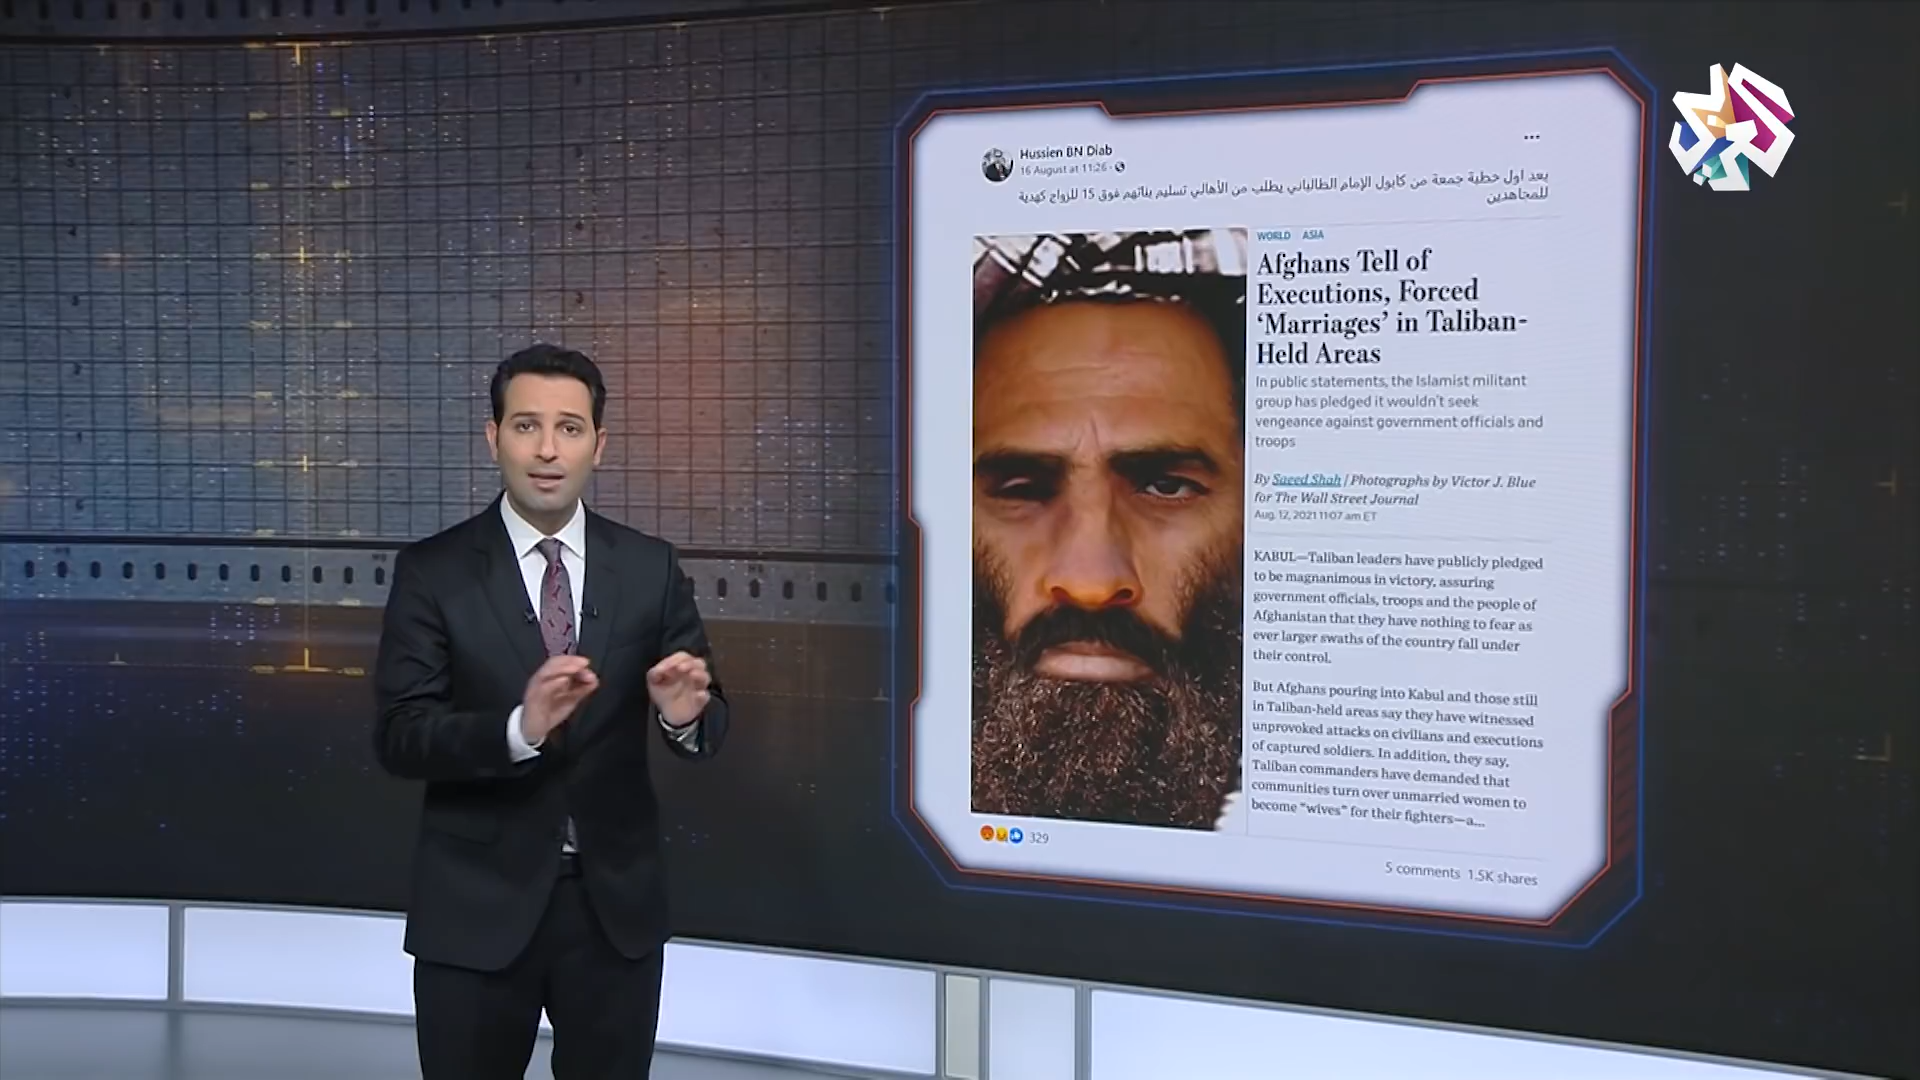 Hussien BN Diab
16 August at 11:26 ·
بعد اول خطبة جمعة من كابول الإمام الطالباني يطلب من الأهالي تسليم بناتهم فوق 15 للزواج كهدية
للمجاهدين
WORLD ASIA
Afghans Tell of
Executions, Forced
‘Marriages’ in Taliban-
Held Areas
In public statements, the Islamist militant
group has pledged it wouldn't seek
vengeance against government officials and
troops
By Saeed Shah | Photographs by Victor J. Blue
for The Wall Street Journal
Aug. 12, 2021 11:07 am ET
KABUL—Taliban leaders have publicly pledged
to be magnanimous in victory, assuring
government officials, troops and the people of
Afghanistan that they have nothing to fear as
ever larger swaths of the country fall under
their control.
But Afghans pouring into Kabul and those still
in Taliban-held areas say they have witnessed
unprovoked attacks on civilians and executions
of captured soldiers. In addition, they say,
Taliban commanders have demanded that
communities turn over unmarried women to
become “wives” for their fighters—a...
329
5 comments 1.5K shares